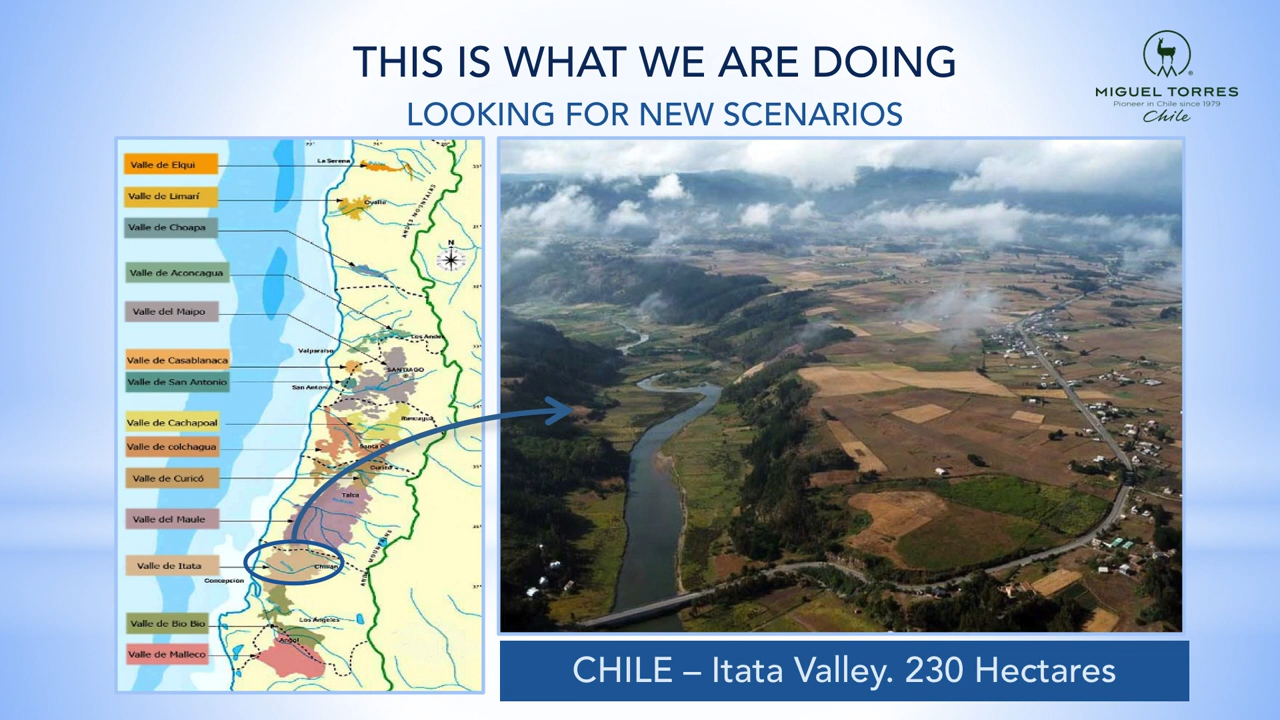 THIS IS WHAT WE ARE DOING
LOOKING FOR NEW SCENARIOS
MIGUEL TORRES
Pioneer in Chile since 1979
Chile
Valle de Elqui
Valle de Limarí
Valle de Choapa
Valle de Aconcagua
Valle del Maipo
Valle de Casablanaca
Valle de San Antonio
Valle de Cachapoal
Valle de colchagua
Valle de Curicó
Valle del Maule
Valle de Itata
Valle de Bio Bio
Valle de Malleco
La Serena
Ovalle
N
Los Andes
Valparaiso
SANTIAGO
San Antonio
Rancagua
Curico
Talca
Chillan
Concepcion
Los Angeles
Angol
CHILE – Itata Valley. 230 Hectares